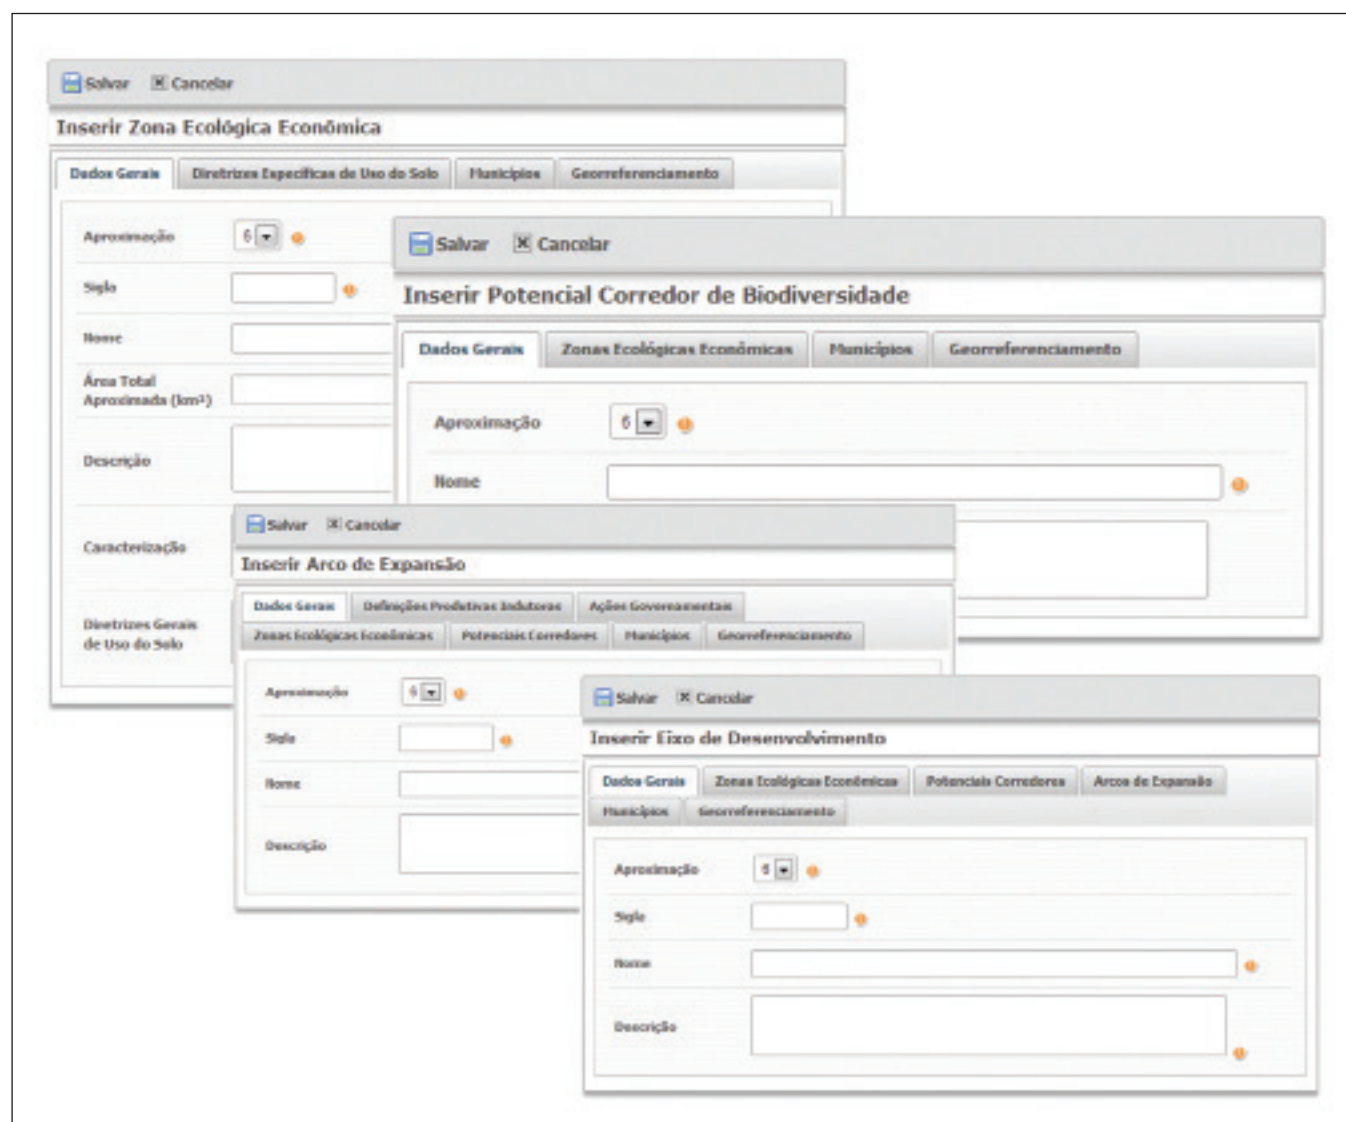 Salvar Cancelar
Inserir Zona Ecológica Econômica
Dados Gerais Diretrizes Específicas de Uso do Solo Municípios Georreferenciamento
Aproximação 6
Sigla
Nome
Área Total
Aproximada (km²)
Descrição
Caracterização
Diretrizes Gerais
de Uso do Solo
Salvar Cancelar
Inserir Potencial Corredor de Biodiversidade
Dados Gerais Zonas Ecológicas Econômicas Municípios Georreferenciamento
Aproximação 6
Nome
Salvar Cancelar
Inserir Arco de Expansão
Dados Gerais Definições Produtivas Indutoras Ações Governamentais
Zonas Ecológicas Econômicas Potenciais Corredores Municípios Georreferenciamento
Aproximação 6
Sigla
Nome
Descrição
Salvar Cancelar
Inserir Eixo de Desenvolvimento
Dados Gerais Zonas Ecológicas Econômicas Potenciais Corredores Arcos de Expansão
Municípios Georreferenciamento
Aproximação 6
Sigla
Nome
Descrição